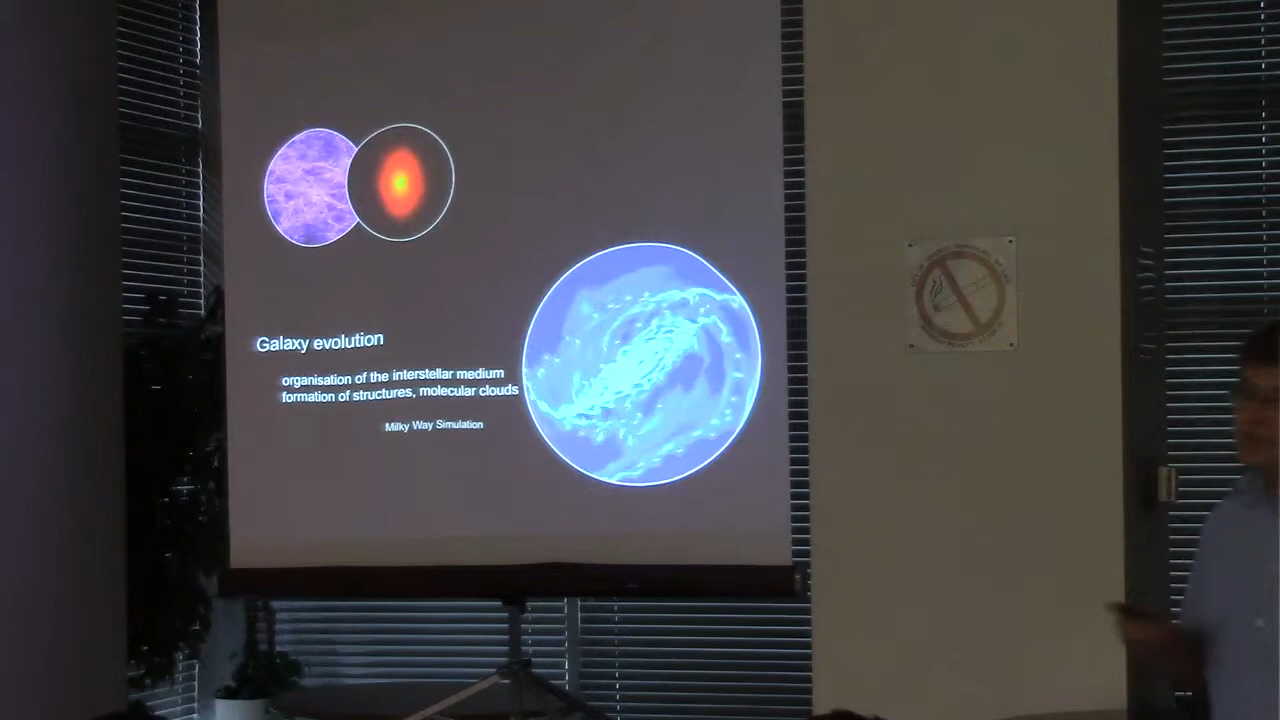 Galaxy evolution
organisation of the interstellar medium
formation of structures, molecular clouds
Milky Way Simulation